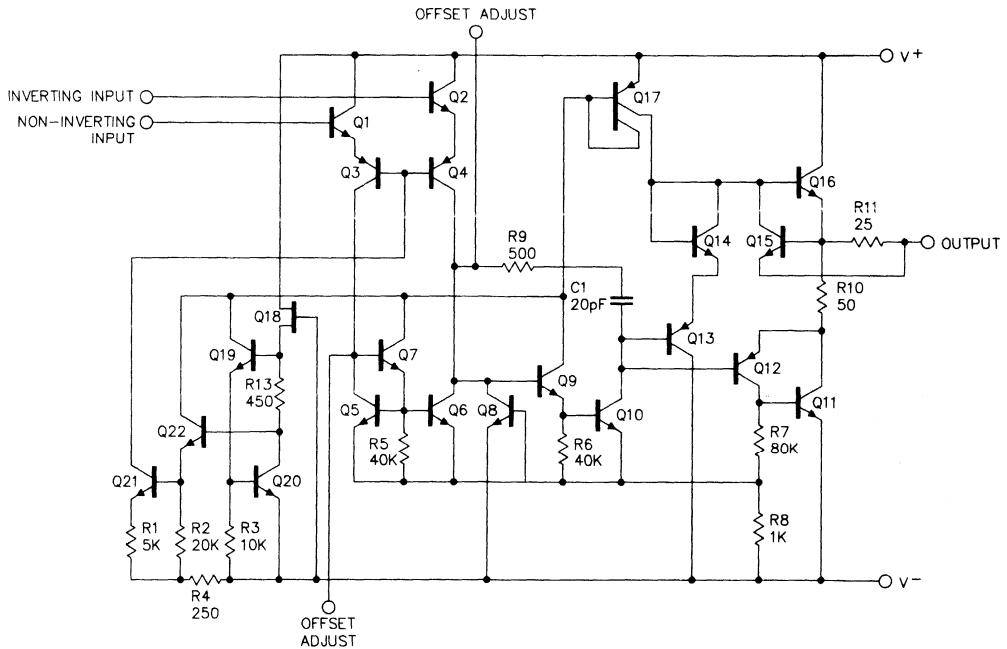 OFFSET ADJUST
V+
INVERTING INPUT
NON-INVERTING
INPUT
Q1
Q2
Q17
Q3
Q4
Q16
R11
25
R9
500
Q14
Q15
OUTPUT
C1
20pF
R10
50
Q18
Q19
Q7
Q13
Q12
R13
450
Q5
Q6
Q8
Q9
Q10
Q11
Q22
R5
40K
R6
40K
R7
80K
Q21
Q20
R1
5K
R2
20K
R3
10K
R8
1K
R4
250
V-
OFFSET
ADJUST